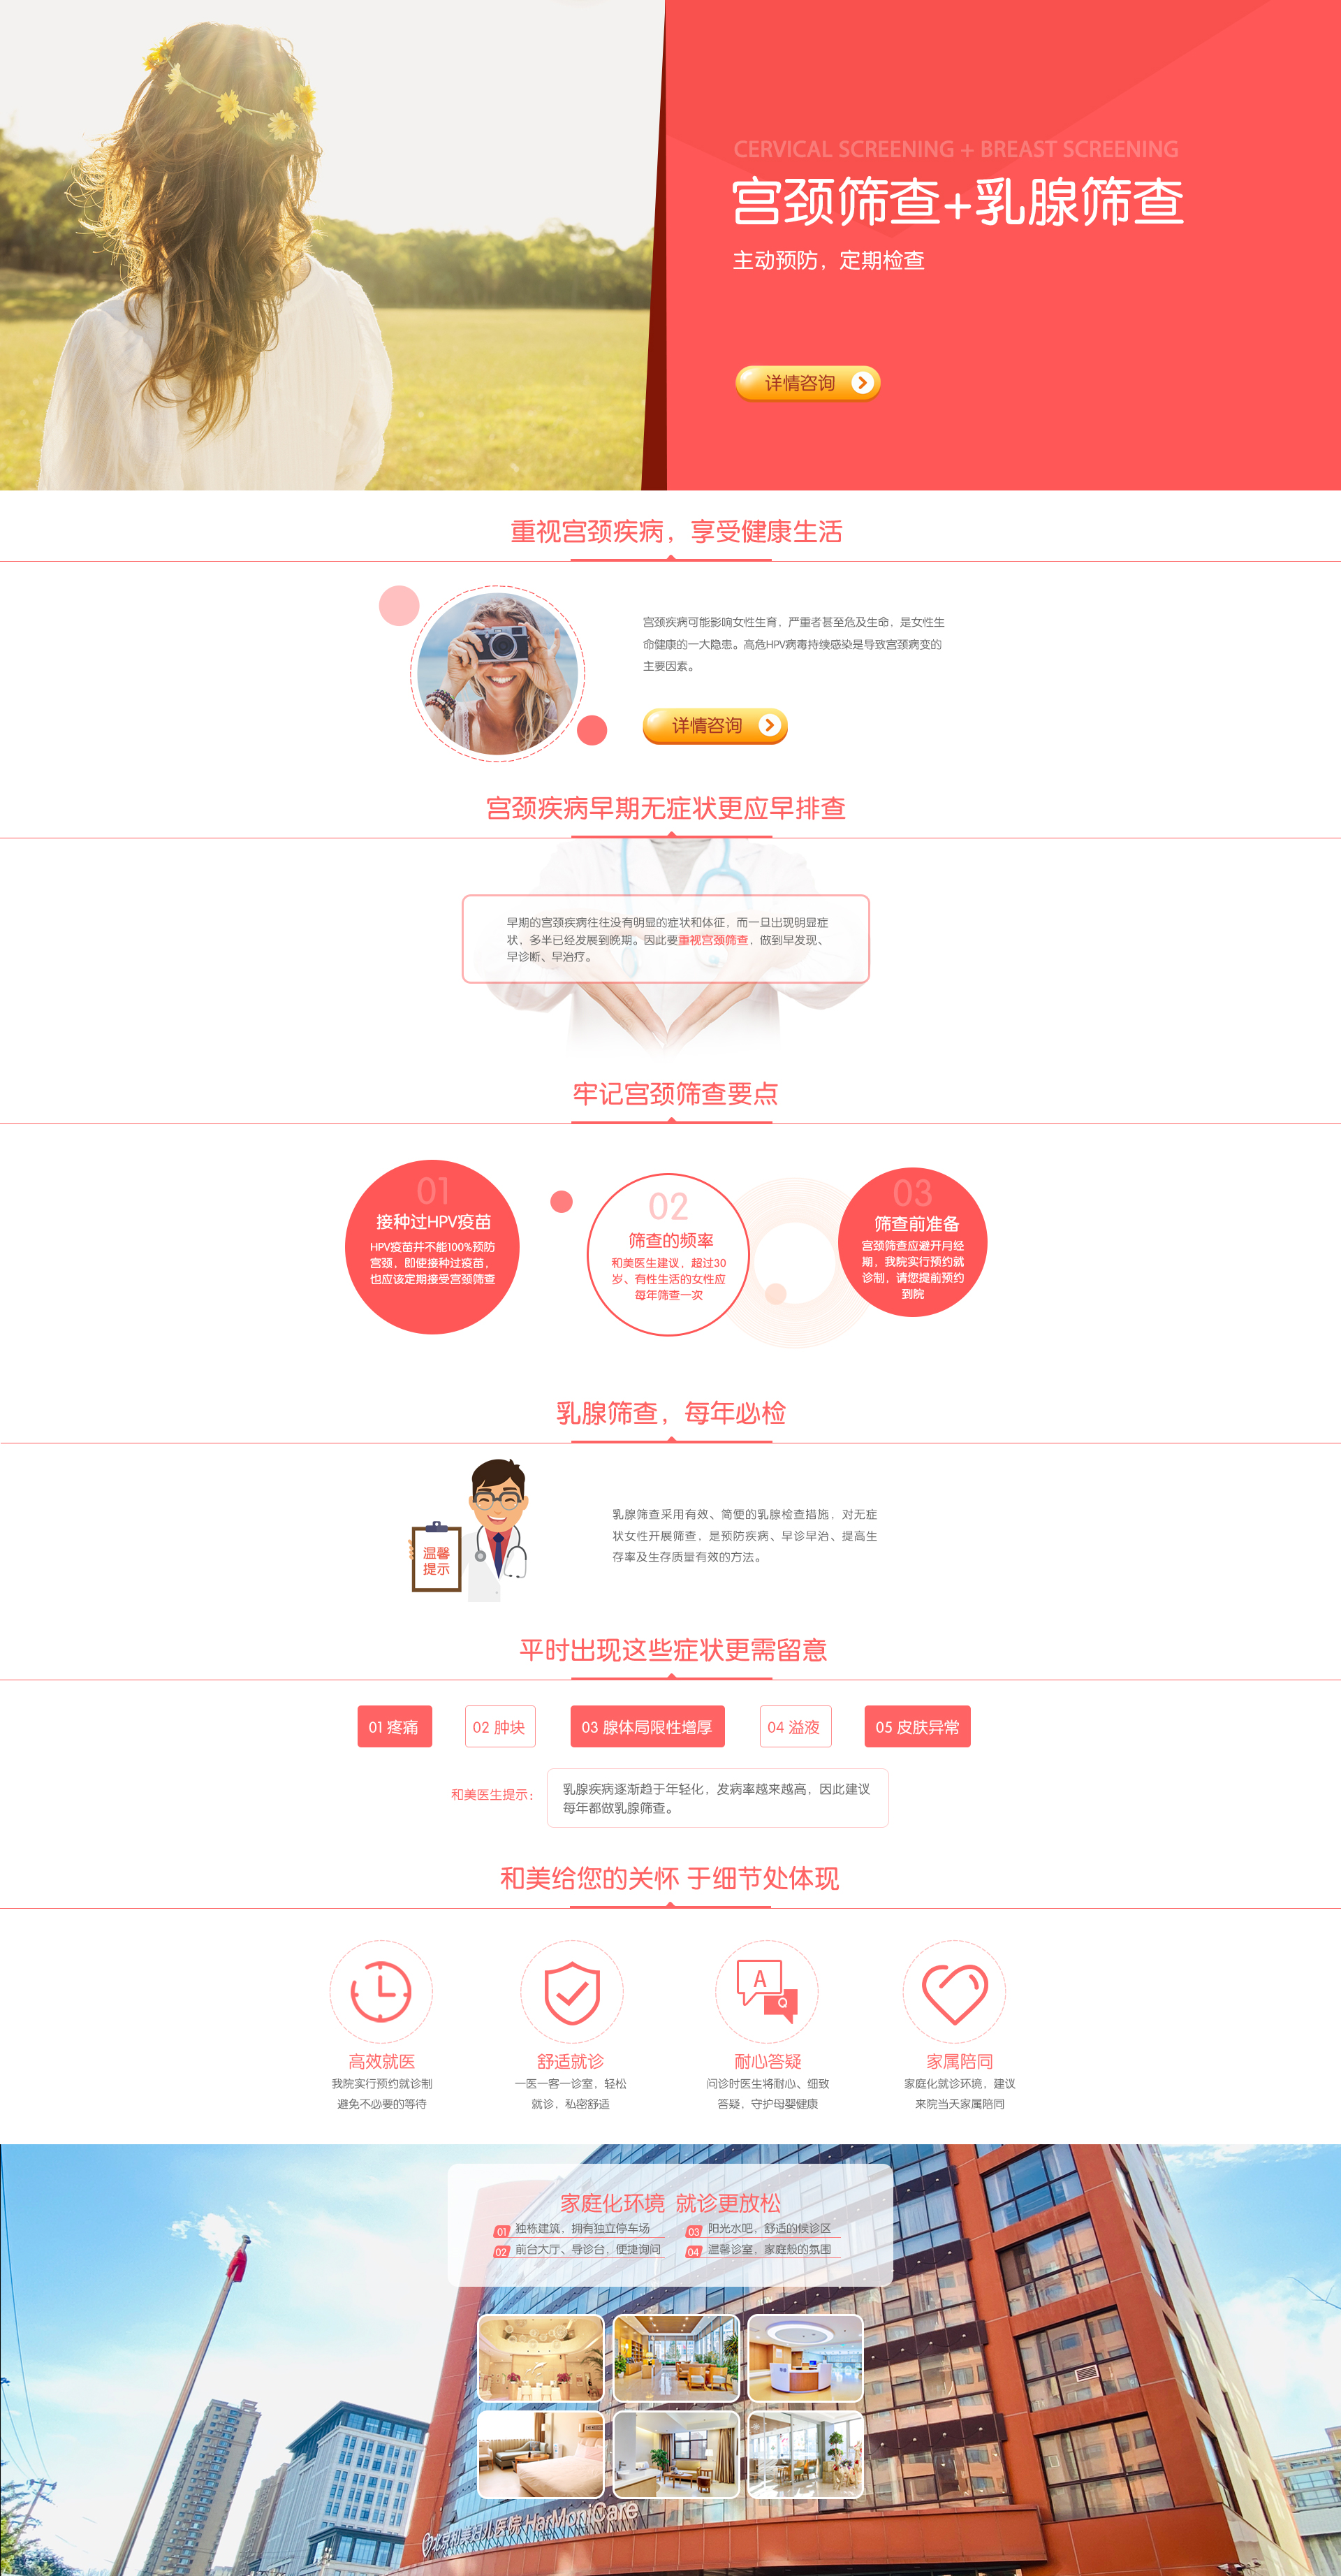 CERVICAL SCREENING + BREAST SCREENING
宫颈筛查+乳腺筛查
主动预防，定期检查
详情咨询
重视宫颈疾病，享受健康生活
宫颈疾病可能影响女性生育，严重者甚至危及生命，是女性生
命健康的一大隐患。高危HPV病毒持续感染是导致宫颈病变的
主要因素。
详情咨询
宫颈疾病早期无症状更应早排查
早期的宫颈疾病往往没有明显的症状和体征，而一旦出现明显症
状，多半已经发展到晚期。因此要重视宫颈筛查，做到早发现、
早诊断、早治疗。
牢记宫颈筛查要点
01
接种过HPV疫苗
HPV疫苗并不能100%预防
宫颈，即使接种过疫苗，
也应该定期接受宫颈筛查
02
筛查的频率
和美医生建议，超过30
岁、有性生活的女性应
每年筛查一次
03
筛查前准备
宫颈筛查应避开月经
期，我院实行预约就
诊制，请您提前预约
到院
乳腺筛查，每年必检
温馨
提示
乳腺筛查采用有效、简便的乳腺检查措施，对无症
状女性开展筛查，是预防疾病、早诊早治、提高生
存率及生存质量有效的方法。
平时出现这些症状更需留意
01 疼痛
02 肿块
03 腺体局限性增厚
04 溢液
05 皮肤异常
和美医生提示：
乳腺疾病逐渐趋于年轻化，发病率越来越高，因此建议
每年都做乳腺筛查。
和美给您的关怀 于细节处体现
A
Q
高效就医
我院实行预约就诊制
避免不必要的等待
舒适就诊
一医一客一诊室，轻松
就诊，私密舒适
耐心答疑
问诊时医生将耐心、细致
答疑，守护母婴健康
家属陪同
家庭化就诊环境，建议
来院当天家属陪同
家庭化环境 就诊更放松
01 独栋建筑，拥有独立停车场
02 前台大厅、导诊台，便捷询问
03 阳光水吧，舒适的候诊区
04 温馨诊室，家庭般的氛围
北京和美妇儿医院 HarMoniCare